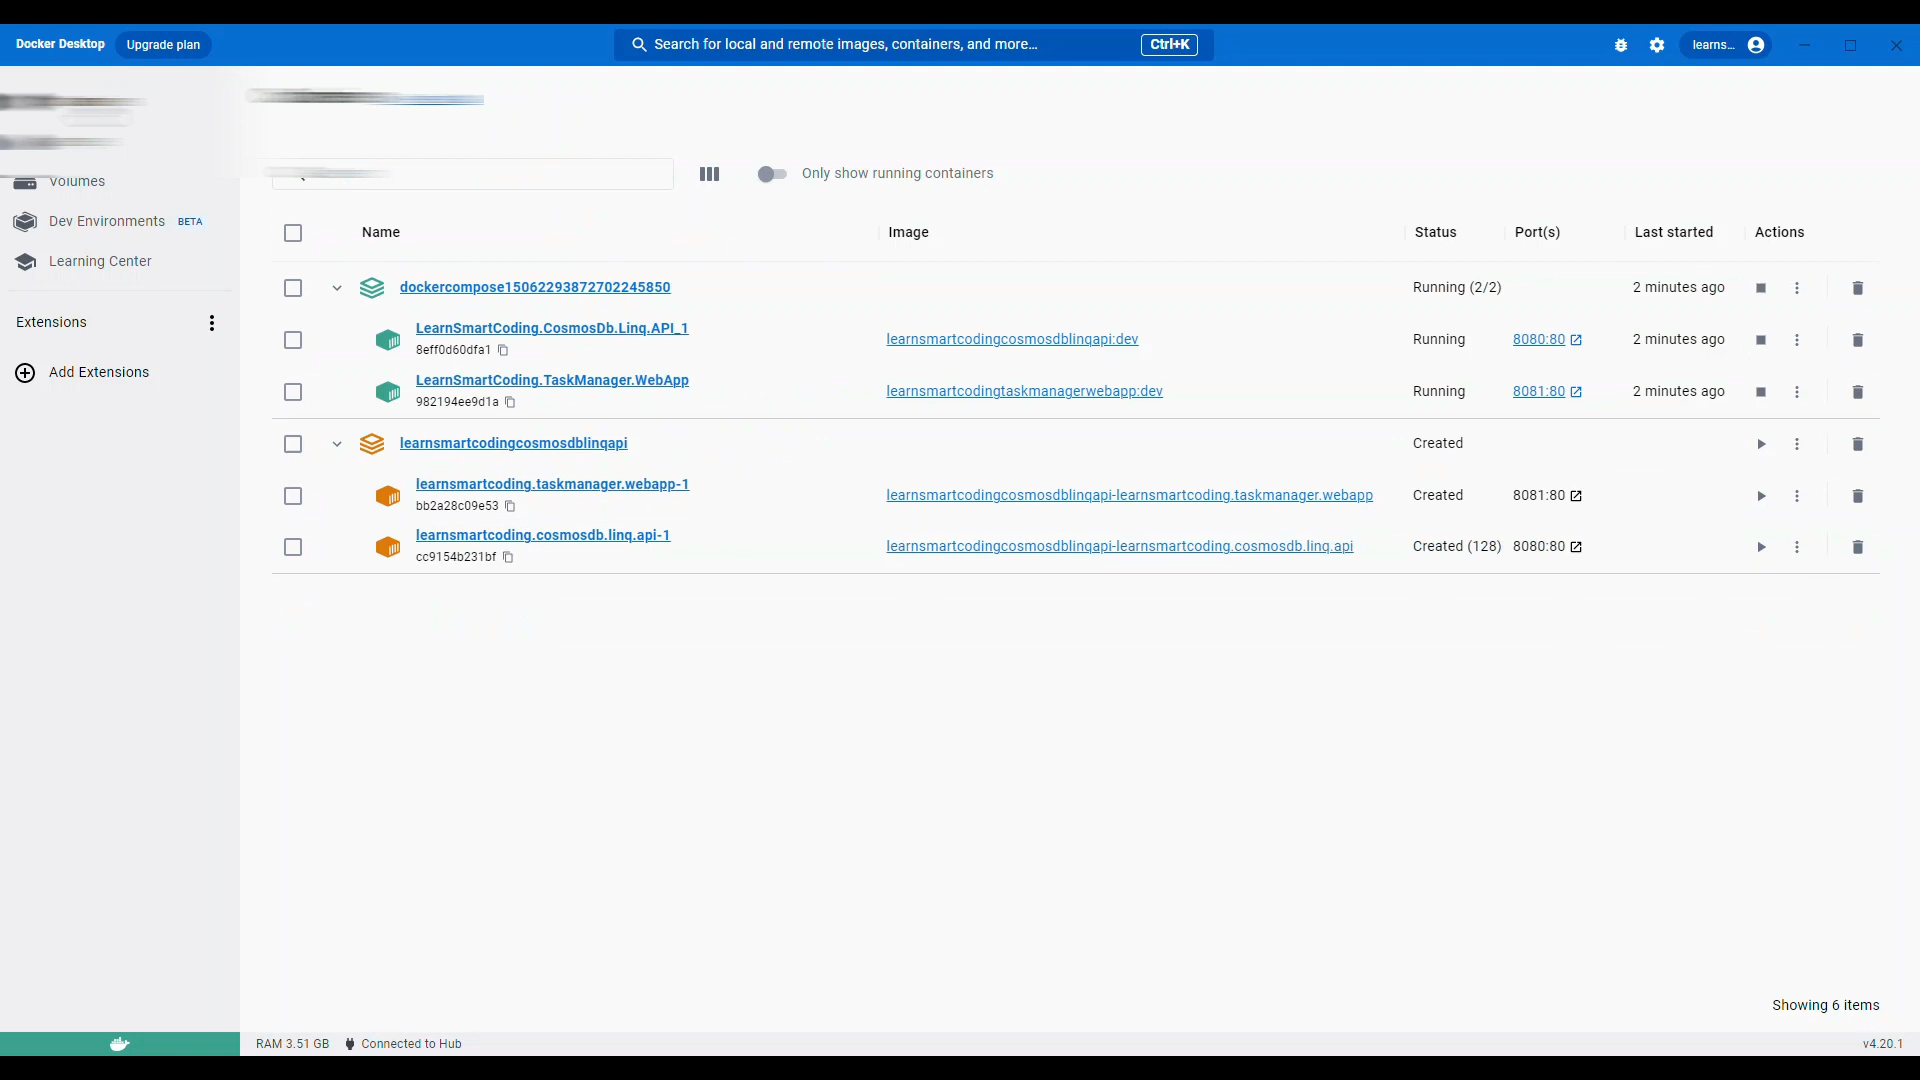 Docker Desktop Upgrade plan Search for local and remote images, containers, and more... Ctrl+K learns...
Only show running containers
Volumes
Dev Environments BETA
Learning Center
Extensions
Add Extensions
Name Image Status Port(s) Last started Actions
dockercompose15062293872702245850 Running (2/2) 2 minutes ago
LearnSmartCoding.CosmosDb.Linq.API_1
8eff0d60dfa1
learnsmartcodingcosmosdblinqapi:dev Running 8080:80 2 minutes ago
LearnSmartCoding.TaskManager.WebApp
982194ee9d1a
learnsmartcodingtaskmanagerwebapp:dev Running 8081:80 2 minutes ago
learnsmartcodingcosmosdblinqapi Created
learnsmartcoding.taskmanager.webapp-1
bb2a28c09e53
learnsmartcodingcosmosdblinqapi-learnsmartcoding.taskmanager.webapp Created 8081:80
learnsmartcoding.cosmosdb.linq.api-1
cc9154b231bf
learnsmartcodingcosmosdblinqapi-learnsmartcoding.cosmosdb.linq.api Created (128) 8080:80
Showing 6 items
RAM 3.51 GB Connected to Hub v4.20.1